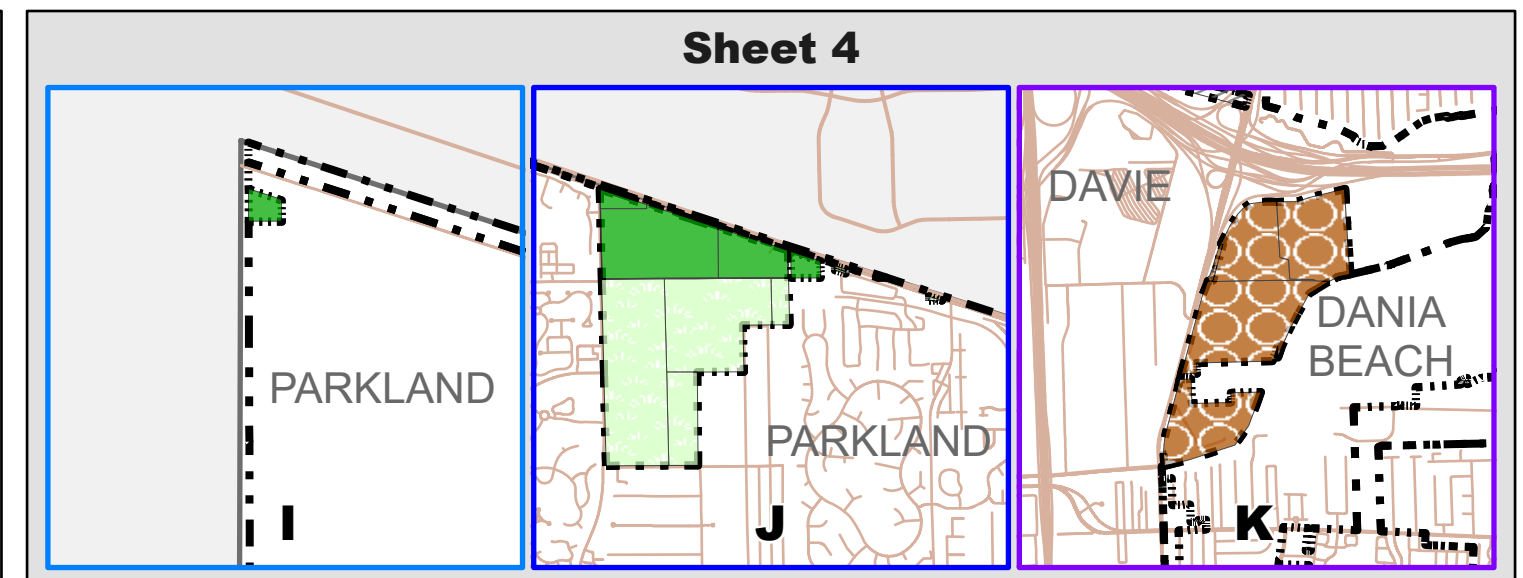 Sheet 4
PARKLAND
I
PARKLAND
J
DAVIE
DANIA
BEACH
K